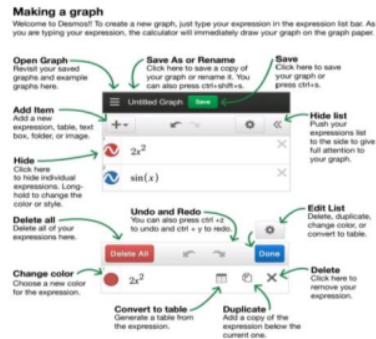 Making a graph
Welcome to Desmos!! To create a new graph, just type your expression in the expression list bar. As
you are typing your expression, the calculator will immediately draw your graph on the graph paper.
Open Graph
Revisit your saved
graphs and example
graphs here.
Save As or Rename
Click here to save a copy of
your graph or rename it. You
can also press ctrl+shift+s.
Save
Click here to save
your graph or
press ctrl+s.
Untitled Graph
Save
Add Item
Add a new
expression, table, text
box, folder, or image.
Hide list
Push your
expressions list
to the side to give
full attention to
your graph.
Hide
Click here
to hide individual
expressions. Long-
hold to change the
color or style.
2x²
sin(x)
Delete all
Delete all of your
expressions here.
Undo and Redo
You can also press ctrl +z
to undo and ctrl + y to redo.
Edit List
Delete, duplicate,
change color, or
convert to table.
Delete All
Done
Change color
Choose a new color
for the expression.
2x²
Delete
Click here to
remove your
expression.
Convert to table
Generate a table from
the expression.
Duplicate
Add a copy of the
expression below the
current one.